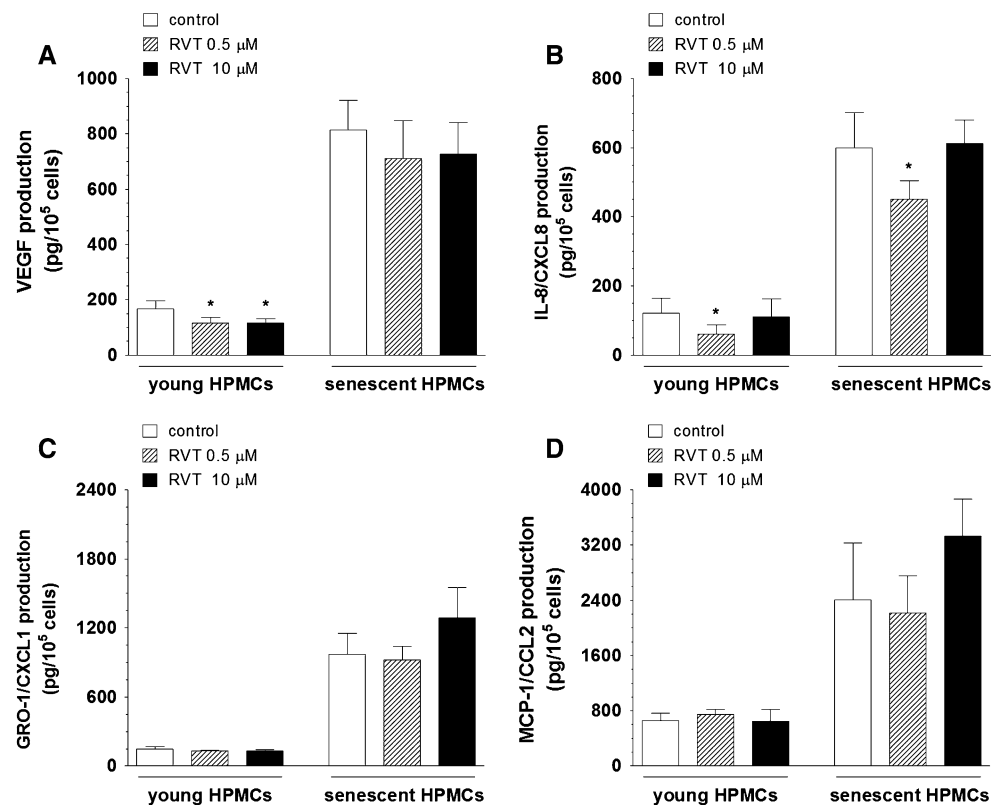 A
control
RVT 0.5 μM
RVT 10 μM
VEGF production
(pg/10⁵ cells)
1000
800
600
400
200
0
* *
young HPMCs senescent HPMCs
B
control
RVT 0.5 μM
RVT 10 μM
IL-8/CXCL8 production
(pg/10⁵ cells)
800
600
400
200
0
* *
young HPMCs senescent HPMCs
C
control
RVT 0.5 μM
RVT 10 μM
GRO-1/CXCL1 production
(pg/10⁵ cells)
2400
1800
1200
600
0
young HPMCs senescent HPMCs
D
control
RVT 0.5 μM
RVT 10 μM
MCP-1/CCL2 production
(pg/10⁵ cells)
4000
3200
2400
1600
800
0
young HPMCs senescent HPMCs